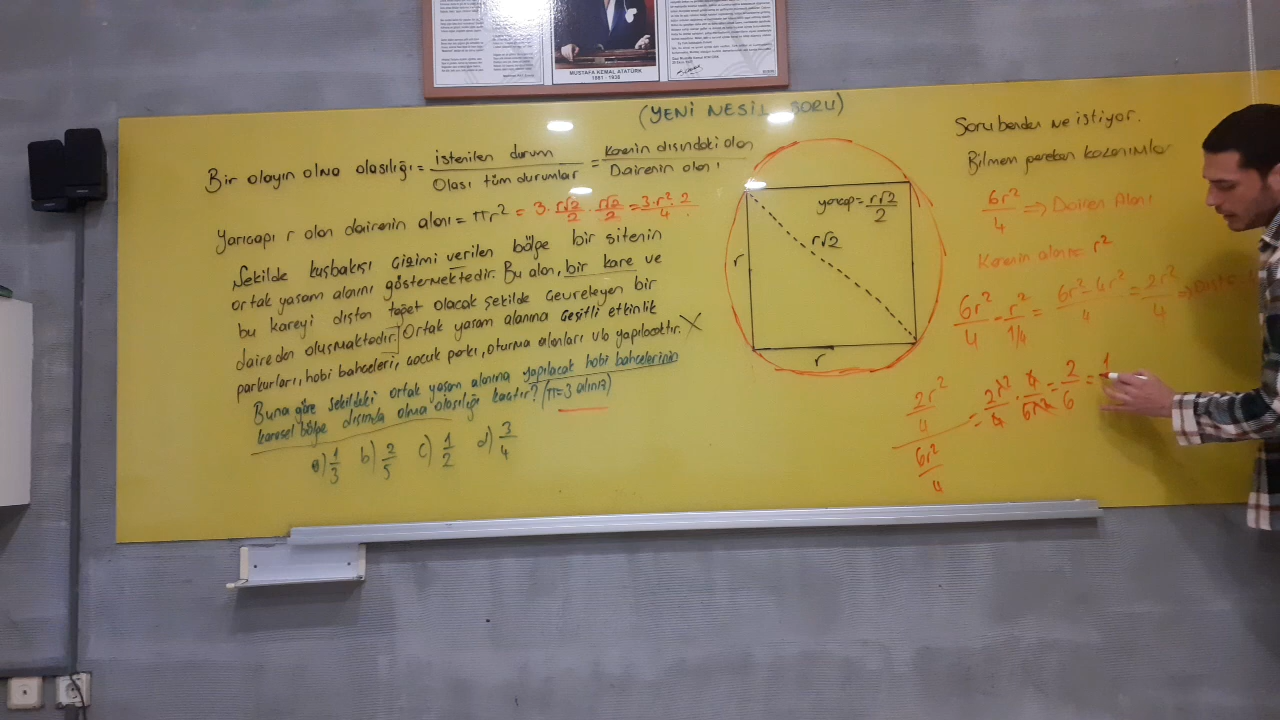 MUSTAFA KEMAL ATATÜRK
1881 - 1938
(YENİ NESİL SORU)
Bir olayın olma olasılığı = istenilen durum / Olası tüm durumlar = Karenin dışındaki alan / Dairenin alanı
Yarıçapı r olan dairenin alanı = πr² = 3 · r√2/2 · r√2/2 = 3·r²·2/4
Şekilde kuşbakışı çizimi verilen bölge bir sitenin
ortak yaşam alanını göstermektedir. Bu alan, bir kare ve
bu kareyi dıştan teğet olacak şekilde çevreleyen bir
daireden oluşmaktadır. Ortak yaşam alanına çeşitli etkinlik
parkurları, hobi bahçeleri, çocuk parkı, oturma alanları vb yapılacaktır.
Buna göre şekildeki ortak yaşam alanına yapılacak hobi bahçelerinin
karesel bölge dışında olma olasılığı kaçtır? (π=3 alınız)
a) 1/3 b) 2/5 c) 1/2 d) 3/4
yarıçap = r√2/2
r√2
r
r
Soru benden ne istiyor.
Bilmem gereken kazanımlar
6r²/4 ⇒ Dairen Alanı
Karenin alanı = r²
6r²/4 - r²/1/4 = 6r² - 4r²/4 = 2r²/4 ⇒
2r²/4 / 6r²/4 = 2r²/4 · 4/6r² = 2/6 = 1